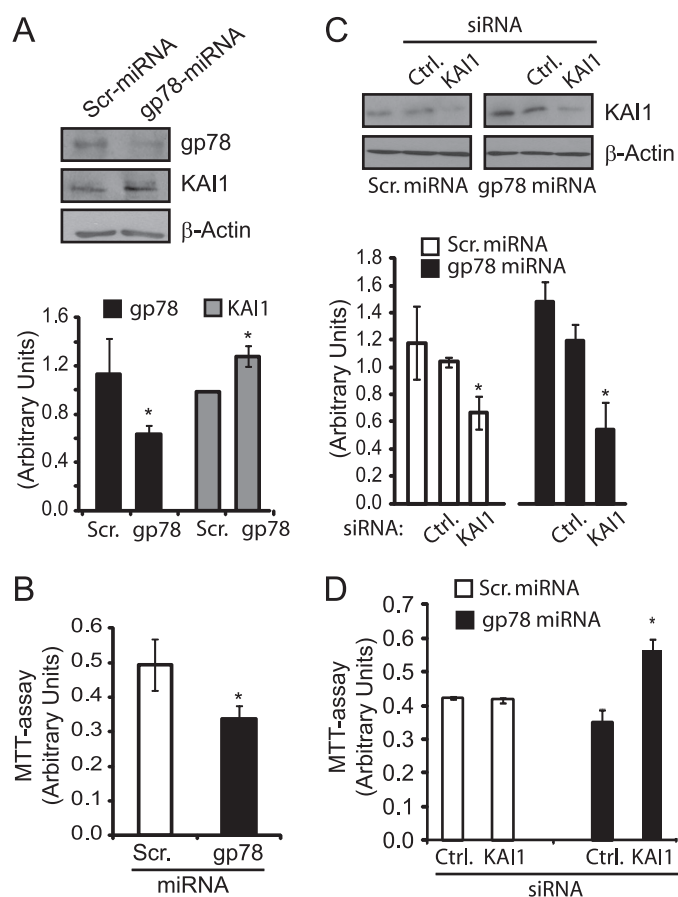 A
Scr-miRNA
gp78-miRNA
gp78
KAI1
β-Actin
gp78
KAI1
(Arbitrary Units)
1.6
1.2
0.8
0.4
0.0
*
*
Scr. gp78
Scr. gp78
C
siRNA
Ctrl.
KAI1
Ctrl.
KAI1
KAI1
β-Actin
Scr. miRNA gp78 miRNA
Scr. miRNA
gp78 miRNA
(Arbitrary Units)
1.8
1.6
1.4
1.2
1.0
0.8
0.6
0.4
0.2
0.0
*
*
siRNA:
Ctrl.
KAI1
Ctrl.
KAI1
B
MTT-assay
(Arbitrary Units)
0.6
0.5
0.4
0.3
0.2
0.1
0.0
*
Scr. gp78
miRNA
D
Scr. miRNA
gp78 miRNA
MTT-assay
(Arbitrary Units)
0.7
0.6
0.5
0.4
0.3
0.2
0.1
0.0
*
Ctrl. KAI1
Ctrl. KAI1
siRNA